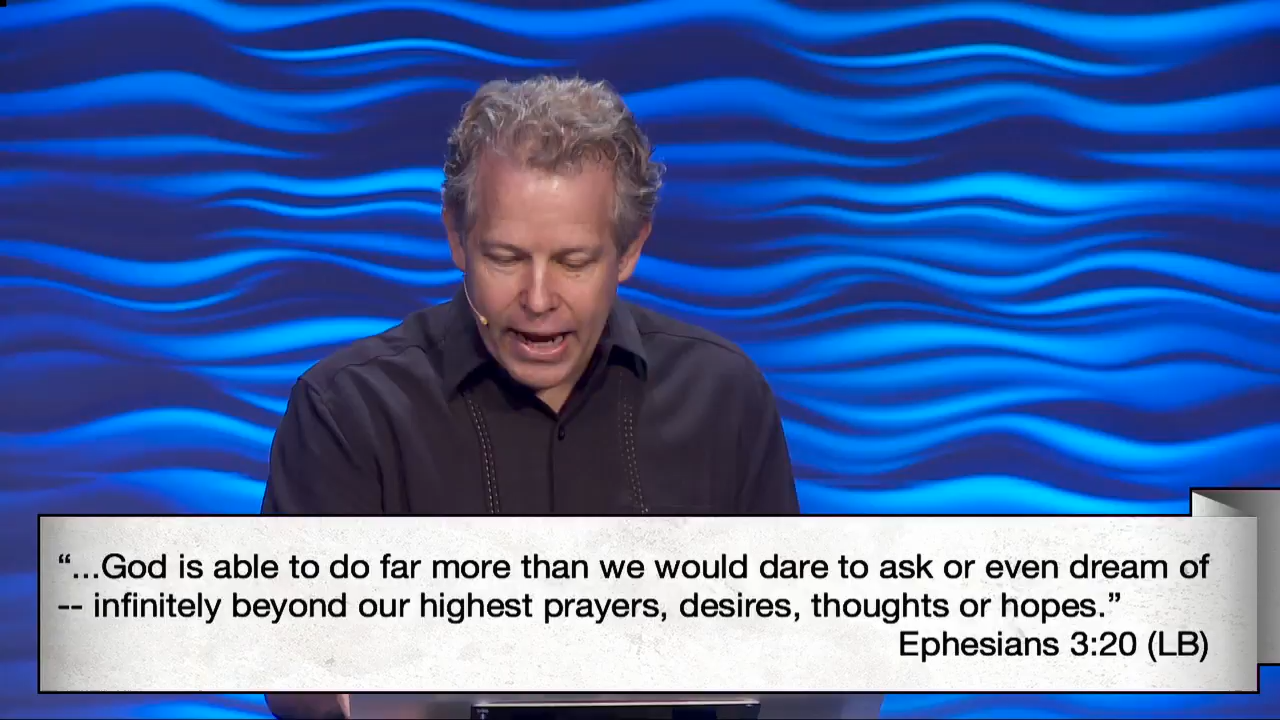 “...God is able to do far more than we would dare to ask or even dream of
-- infinitely beyond our highest prayers, desires, thoughts or hopes.”
Ephesians 3:20 (LB)